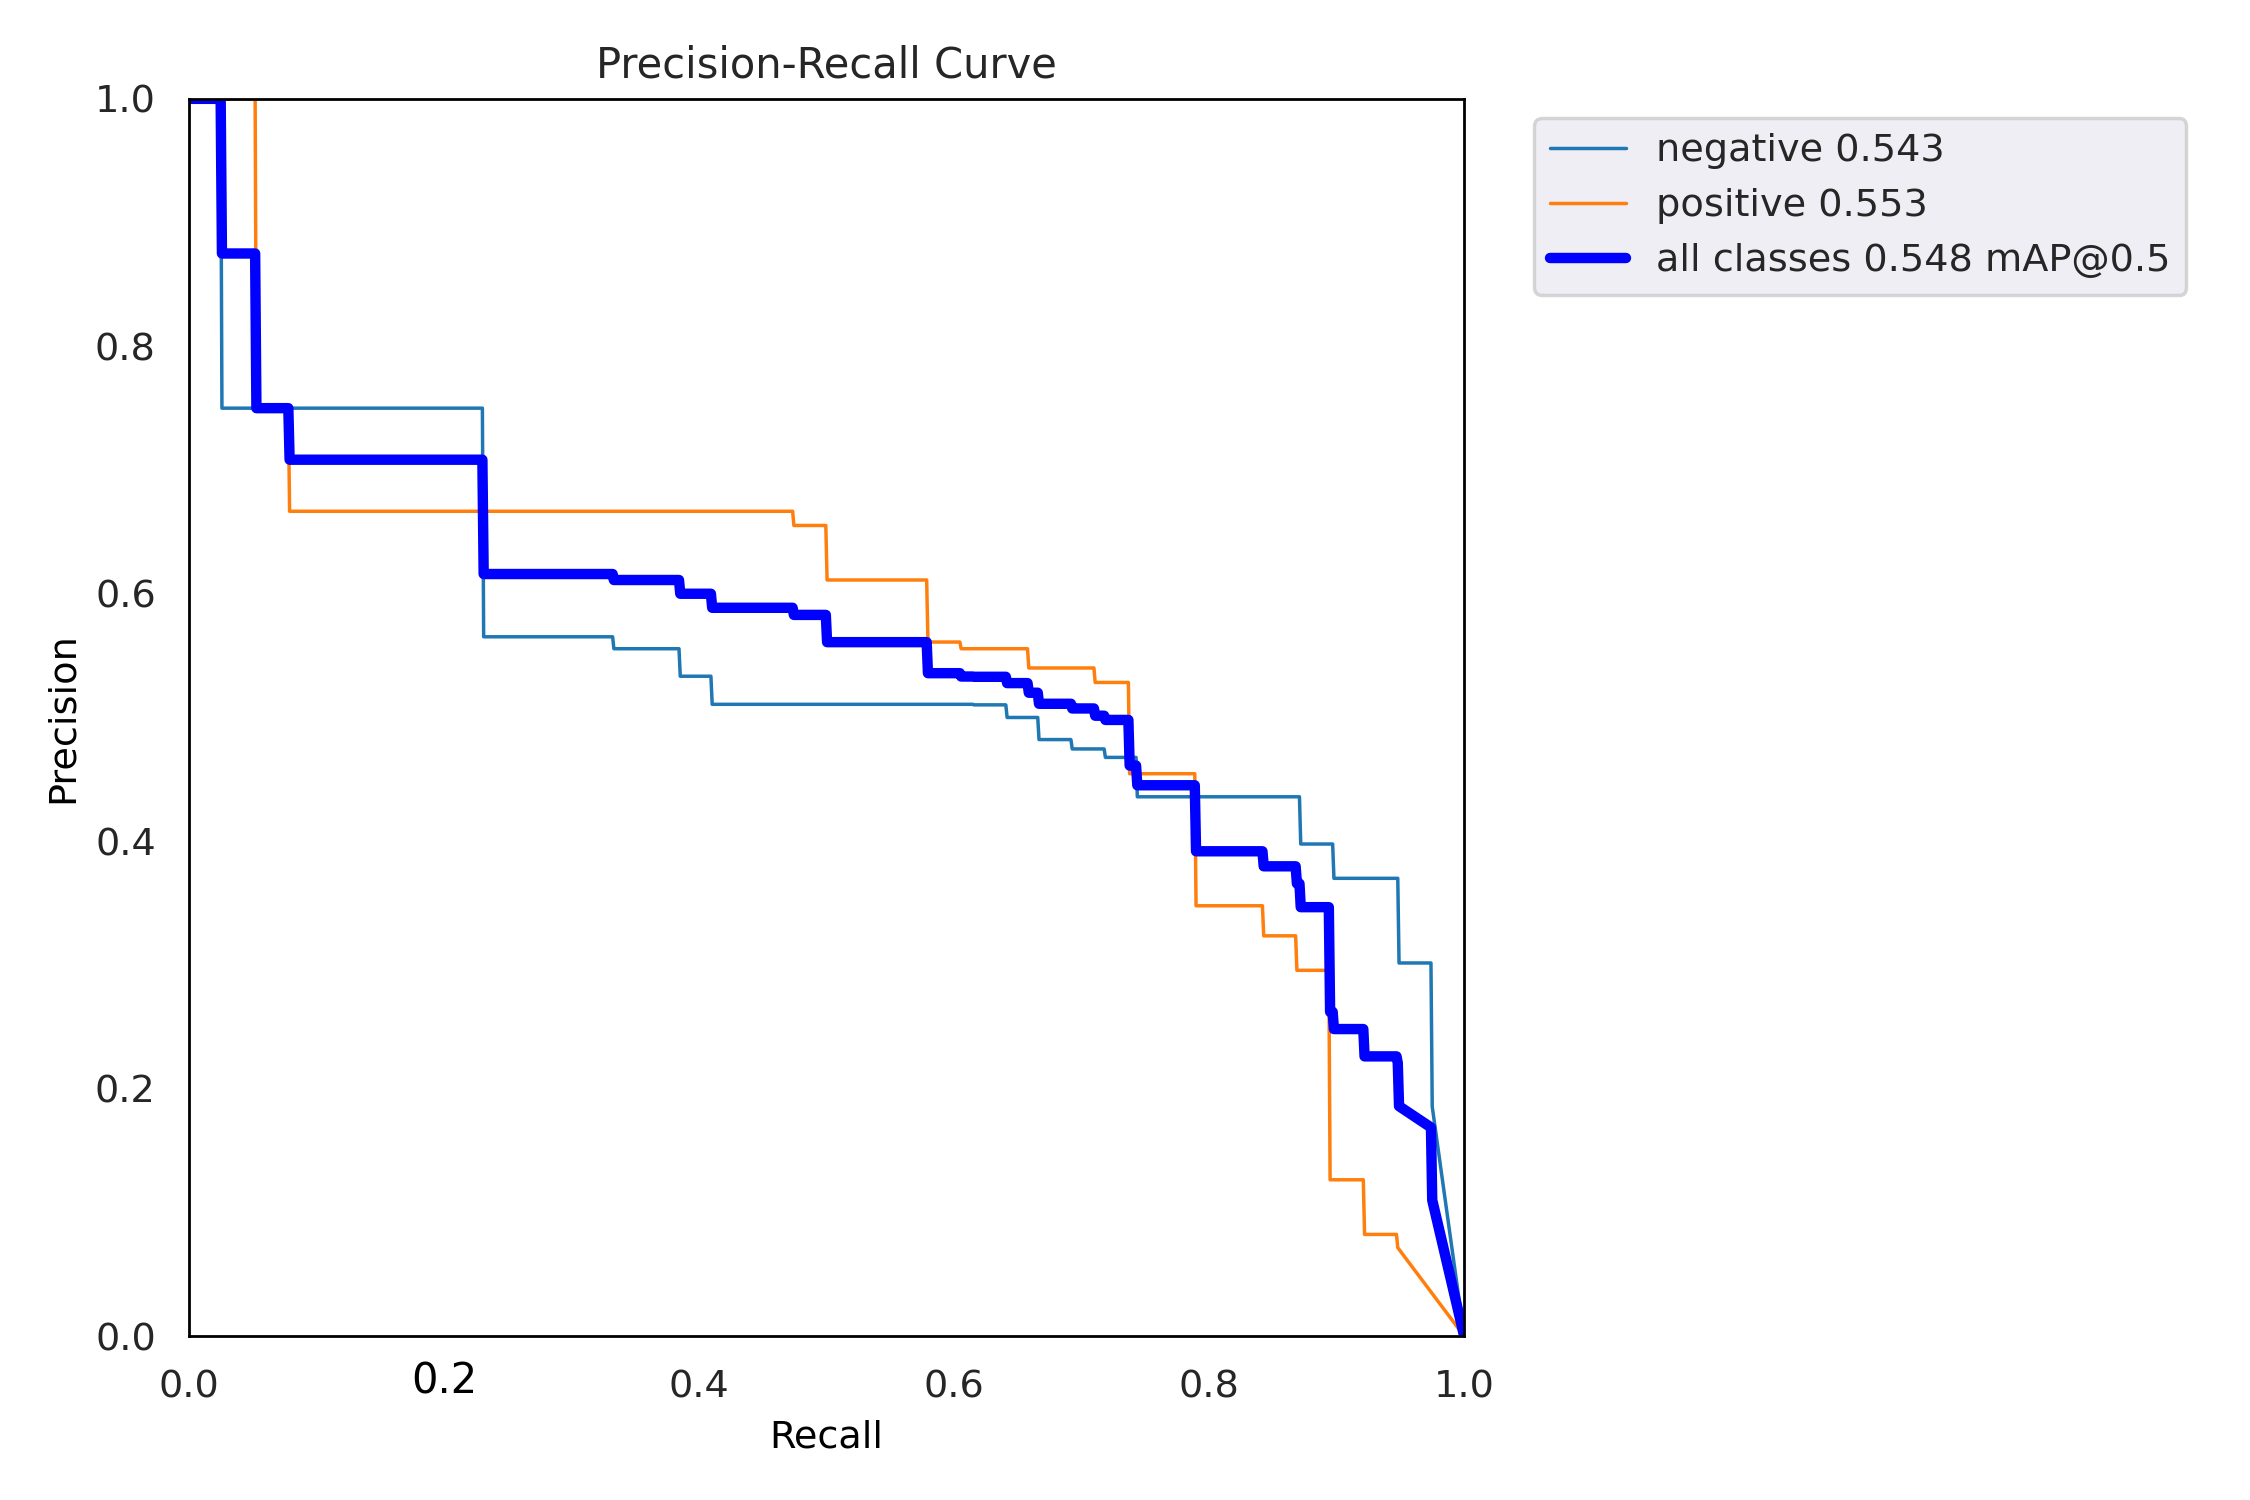 Precision-Recall Curve
1.0
0.8
0.6
0.4
0.2
0.0
Precision
0.0 0.2 0.4 0.6 0.8 1.0
Recall
negative 0.543
positive 0.553
all classes 0.548 mAP@0.5